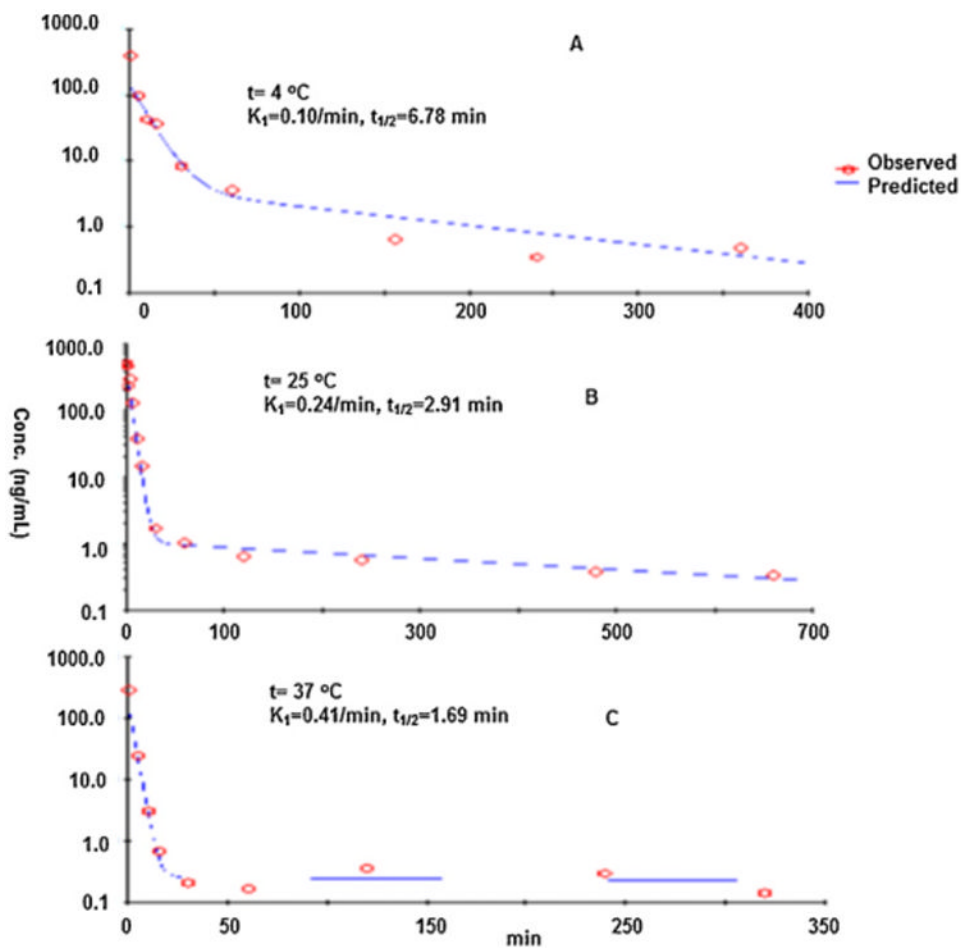 1000.0
A
100.0
t= 4 °C
K₁=0.10/min, t₁/₂=6.78 min
10.0
1.0
0.1
0 100 200 300 400
Observed
Predicted
1000.0
t= 25 °C
K₁=0.24/min, t₁/₂=2.91 min
B
100.0
10.0
1.0
0.1
0 100 300 500 700
Conc. (ng/mL)
1000.0
t= 37 °C
K₁=0.41/min, t₁/₂=1.69 min
C
100.0
10.0
1.0
0.1
0 50 150 250 350
min